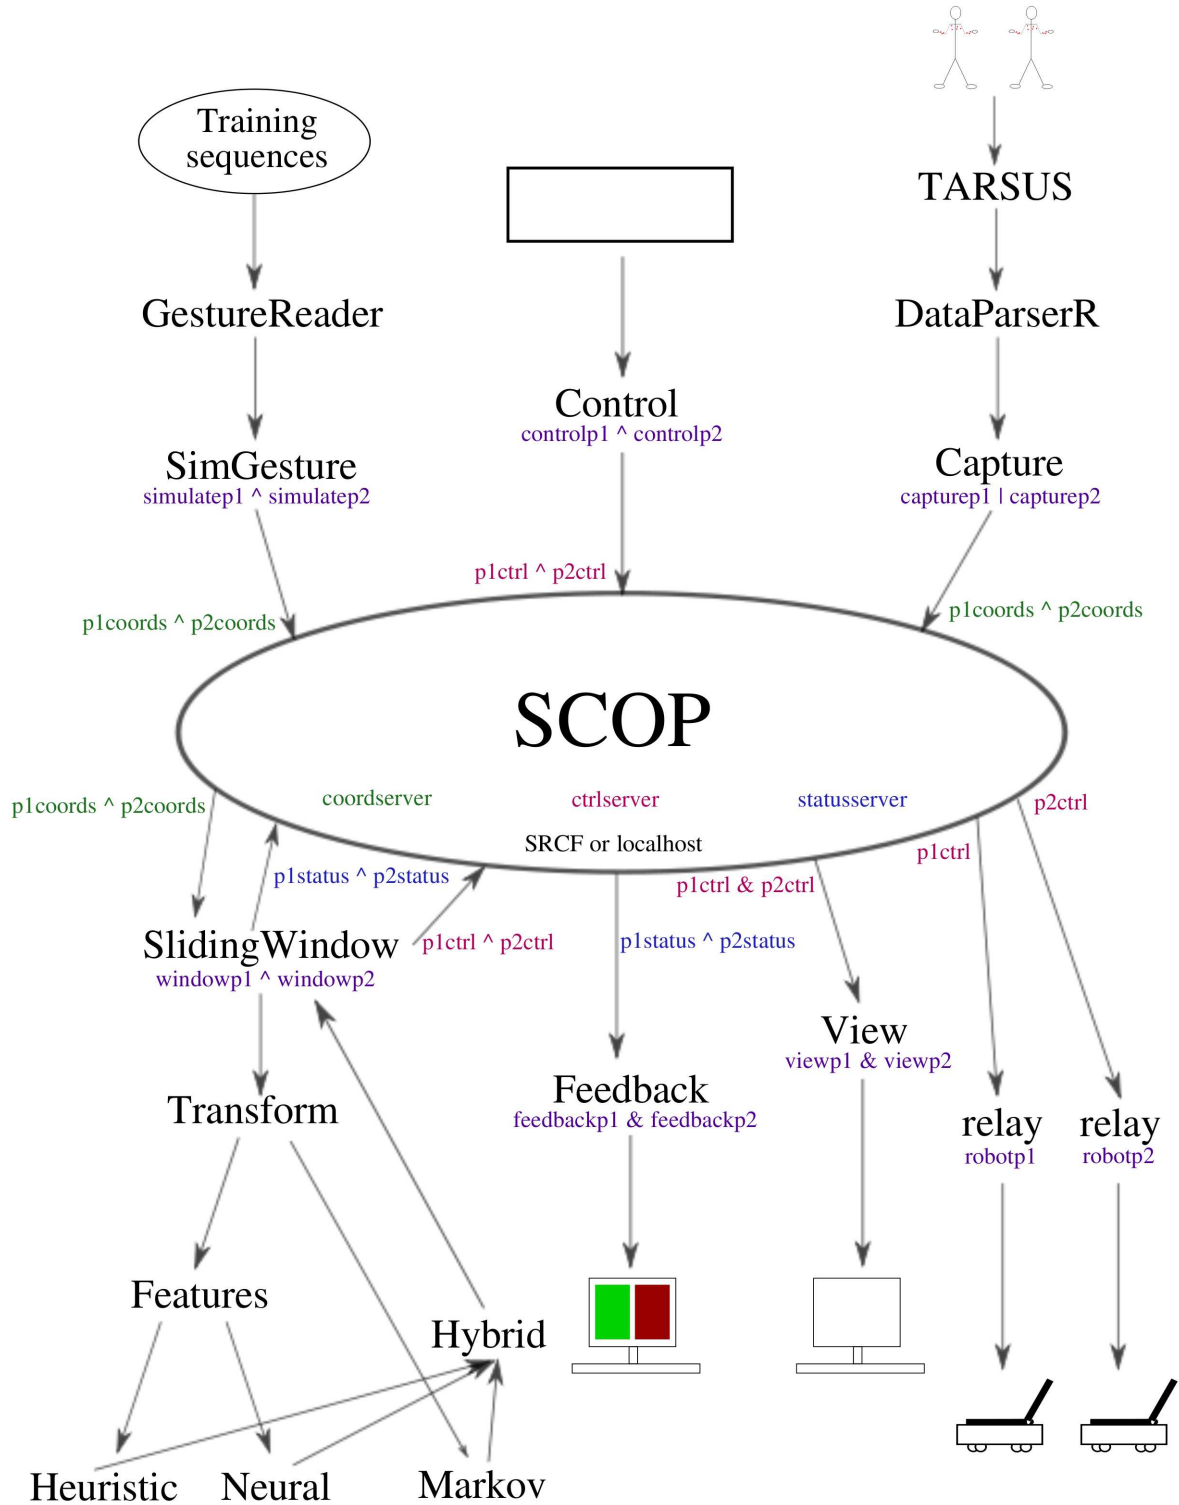 Training
sequences
TARSUS
GestureReader
DataParserR
Control
controlp1 ^ controlp2
SimGesture
simulatep1 ^ simulatep2
Capture
capturep1 | capturep2
p1ctrl ^ p2ctrl
p1coords ^ p2coords
p1coords ^ p2coords
SCOP
p1coords ^ p2coords
coordserver
ctrlserver
statusserver
p2ctrl
SRCF or localhost
p1ctrl
p1status ^ p2status
p1ctrl & p2ctrl
SlidingWindow
windowp1 ^ windowp2
p1ctrl ^ p2ctrl
p1status ^ p2status
View
viewp1 & viewp2
Feedback
feedbackp1 & feedbackp2
Transform
relay
robotp1
relay
robotp2
Features
Hybrid
Heuristic
Neural
Markov